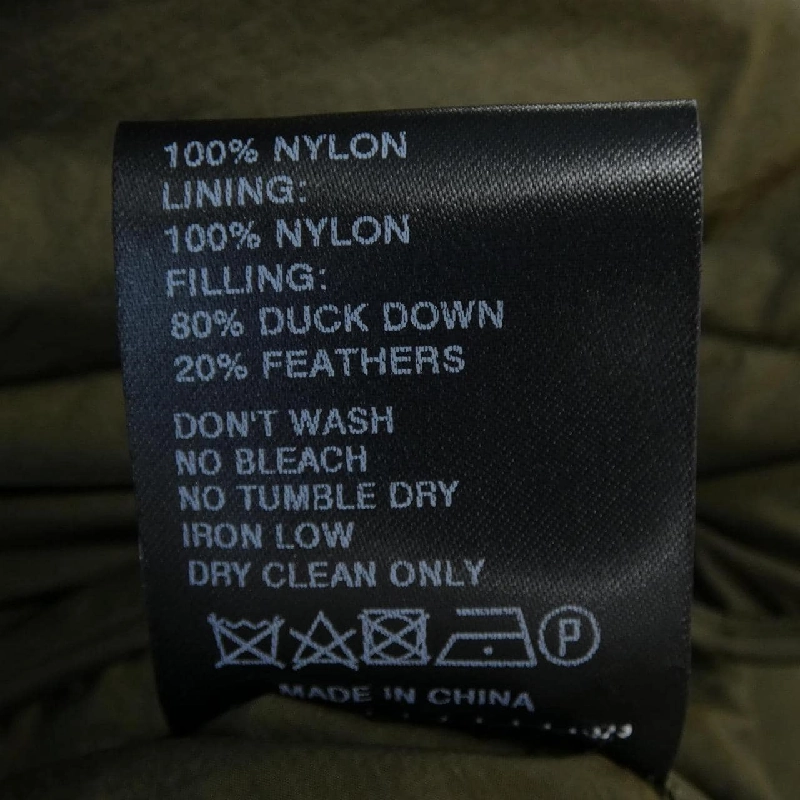 100% NYLON
LINING:
100% NYLON
FILLING:
80% DUCK DOWN
20% FEATHERS
DON'T WASH
NO BLEACH
NO TUMBLE DRY
IRON LOW
DRY CLEAN ONLY
P
MADE IN CHINA